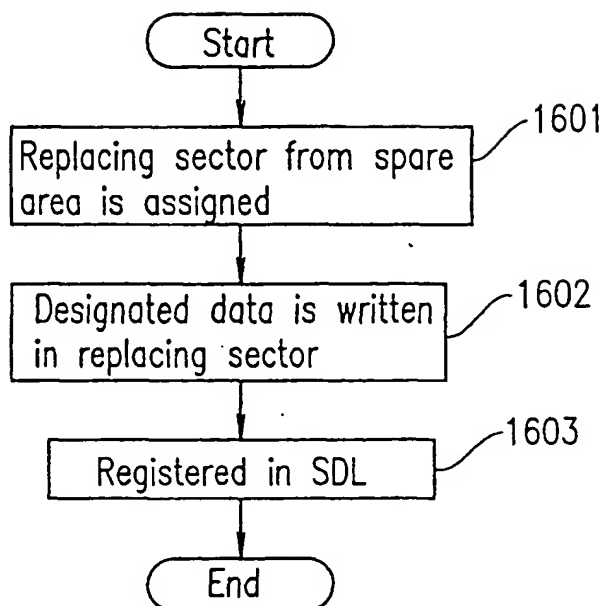 Start
1601
Replacing sector from spare
area is assigned
1602
Designated data is written
in replacing sector
1603
Registered in SDL
End